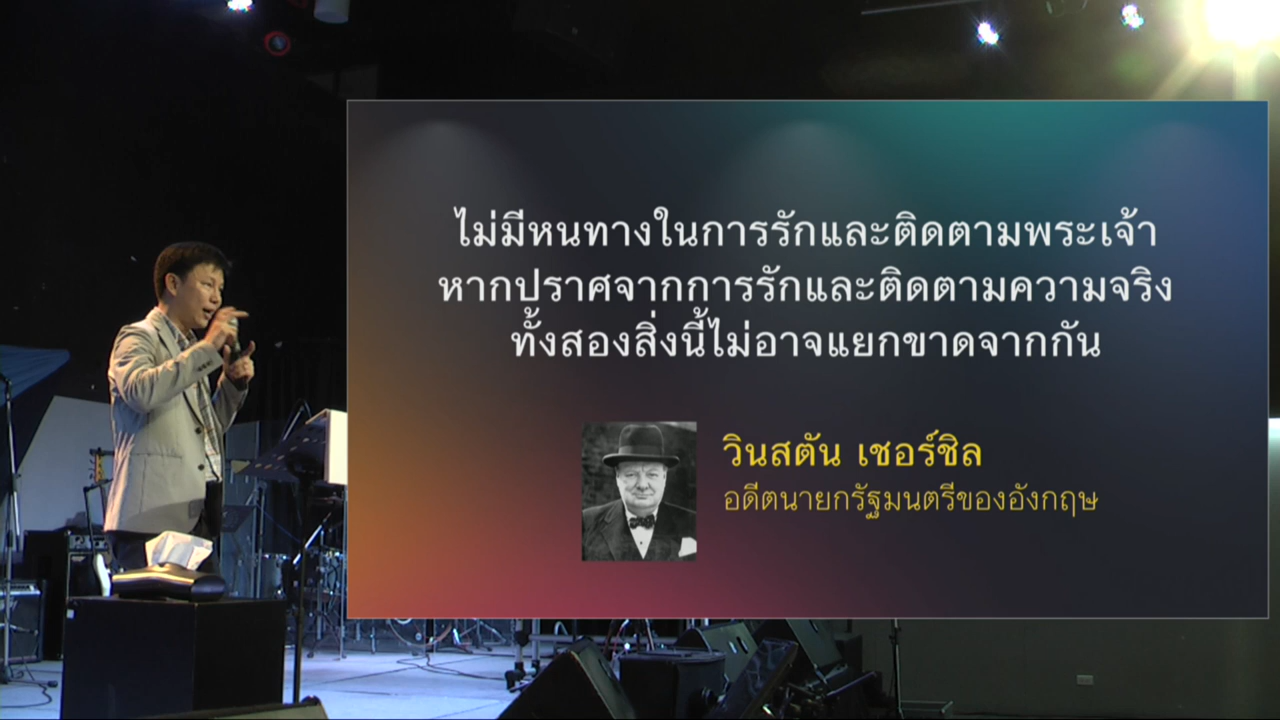 ไม่มีหนทางในการรักและติดตามพระเจ้า
หากปราศจากการรักและติดตามความจริง
ทั้งสองสิ่งนี้ไม่อาจแยกขาดจากกัน
วินสตัน เชอร์ชิล
อดีตนายกรัฐมนตรีของอังกฤษ